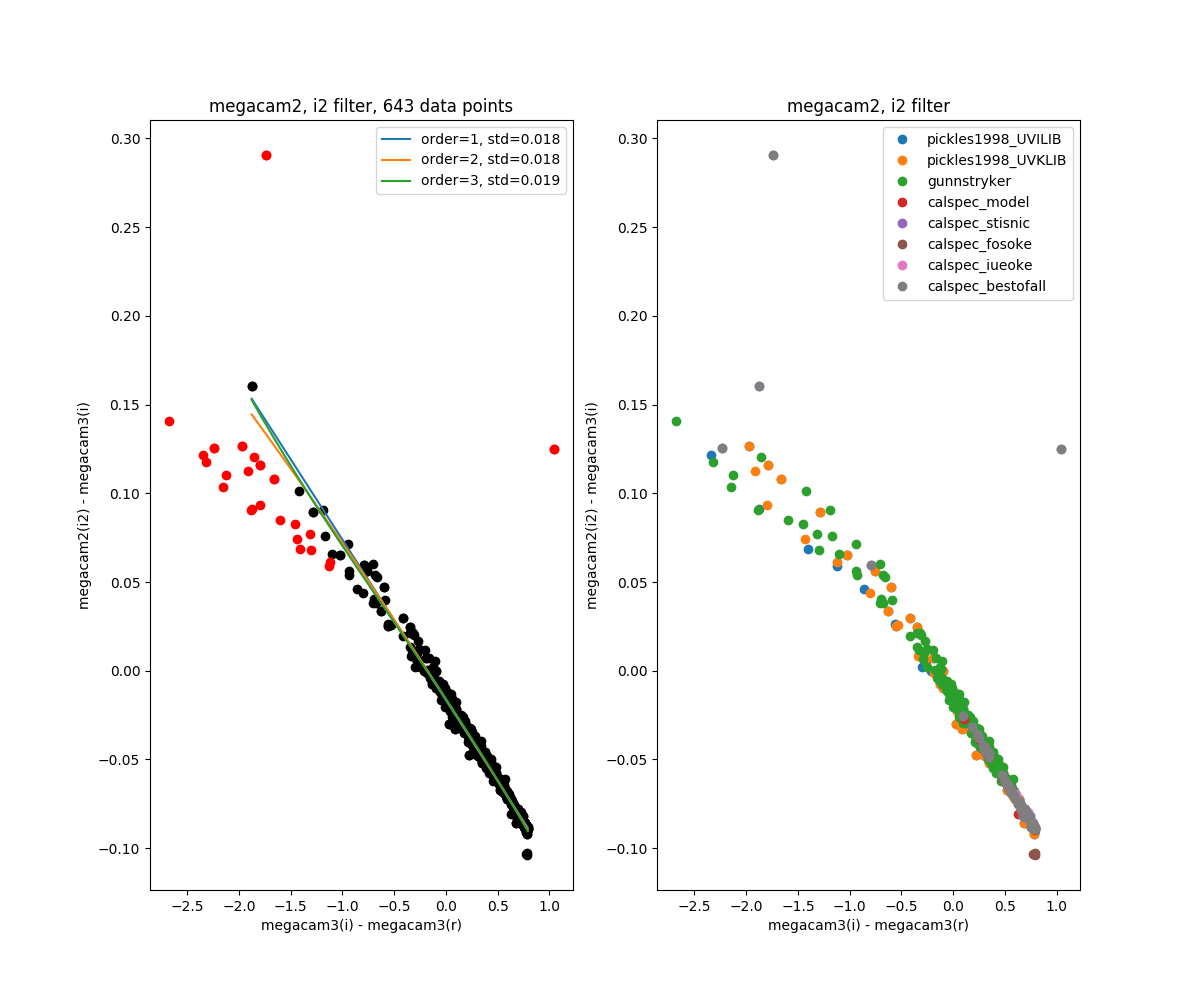 megacam2, i2 filter, 643 data points
order=1, std=0.018
order=2, std=0.018
order=3, std=0.019
0.30
0.25
0.20
0.15
0.10
0.05
0.00
−0.05
−0.10
megacam2(i2) - megacam3(i)
−2.5 −2.0 −1.5 −1.0 −0.5 0.0 0.5 1.0
megacam3(i) - megacam3(r)
megacam2, i2 filter
pickles1998_UVILIB
pickles1998_UVKLIB
gunnstryker
calspec_model
calspec_stisnic
calspec_fosoke
calspec_iueoke
calspec_bestofall
0.30
0.25
0.20
0.15
0.10
0.05
0.00
−0.05
−0.10
megacam2(i2) - megacam3(i)
−2.5 −2.0 −1.5 −1.0 −0.5 0.0 0.5 1.0
megacam3(i) - megacam3(r)